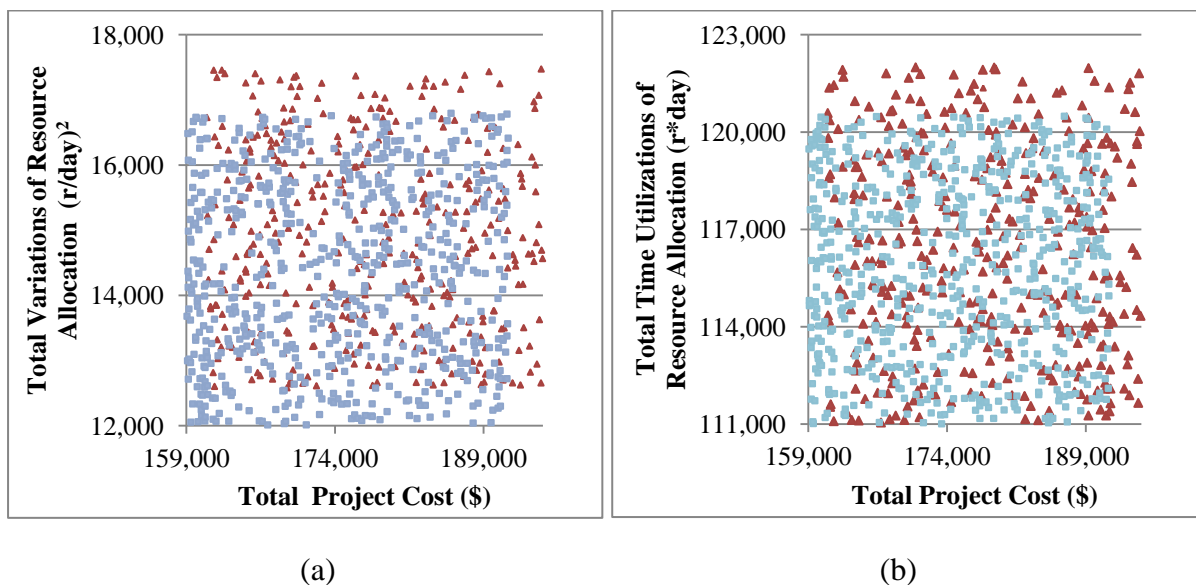 18,000
16,000
14,000
12,000
159,000
174,000
189,000
Total Variations of Resource
Allocation (r/day)2
Total Project Cost ($)
(a)
123,000
120,000
117,000
114,000
111,000
159,000
174,000
189,000
Total Time Utilizations of
Resource Allocation (r*day)
Total Project Cost ($)
(b)